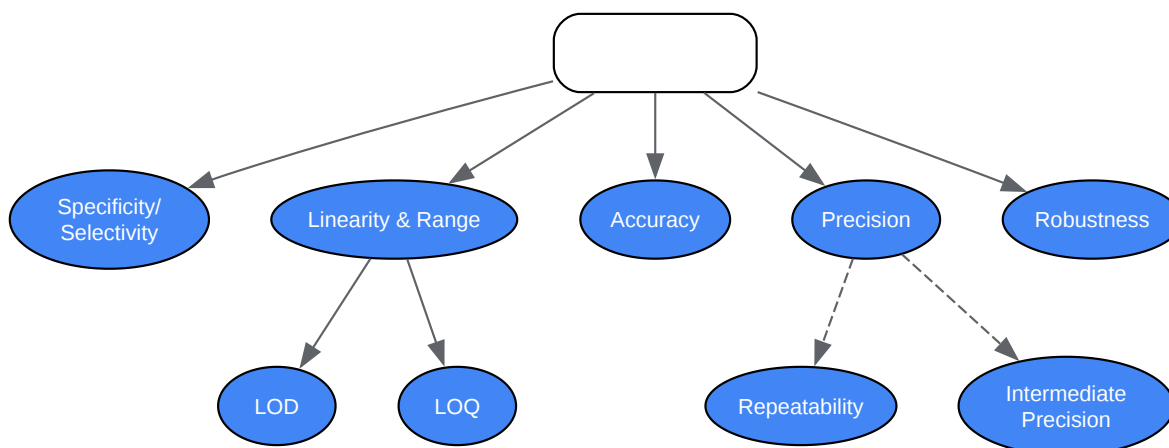 Specificity/
Selectivity
Linearity & Range
Accuracy
Precision
Robustness
LOD
LOQ
Repeatability
Intermediate
Precision